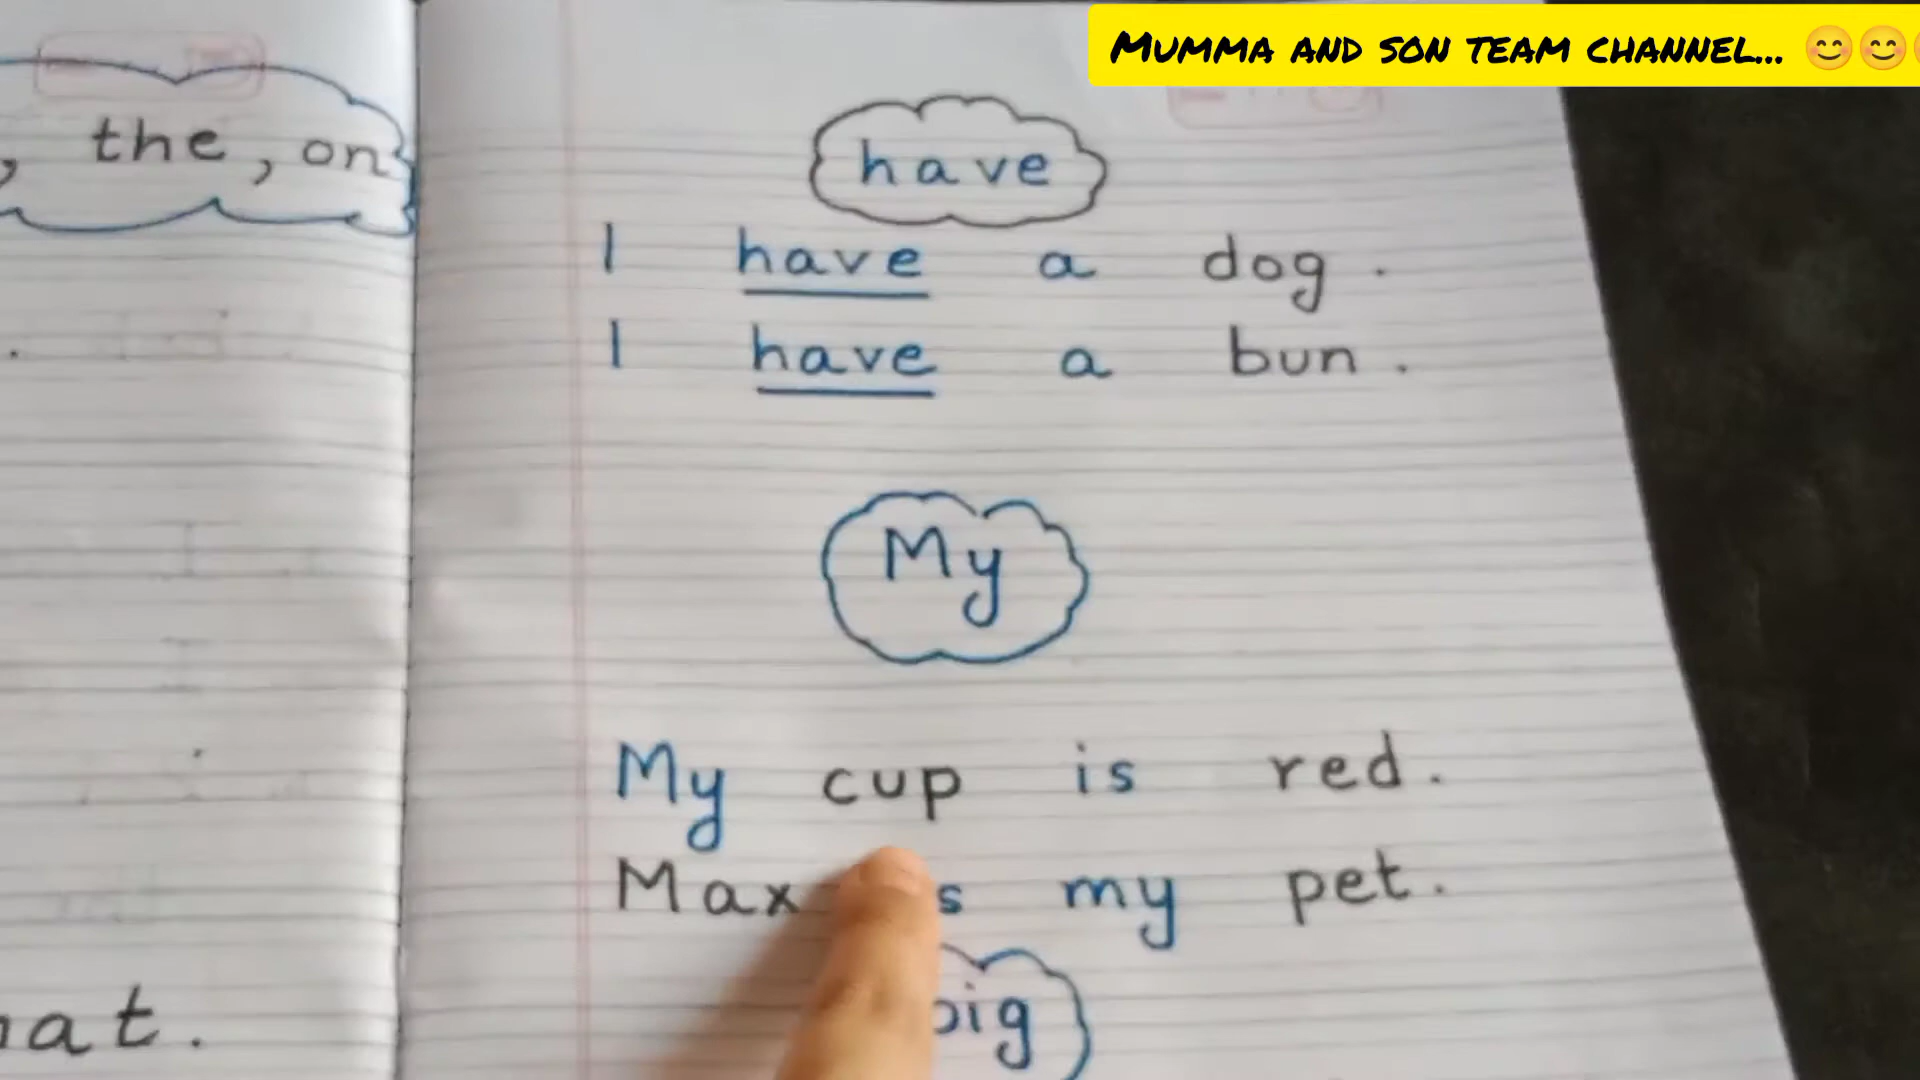 MUMMA AND SON TEAM CHANNEL... 😊😊
, the, on
have
I have a dog.
I have a bun.
My
My cup is red.
Max my pet.
at.